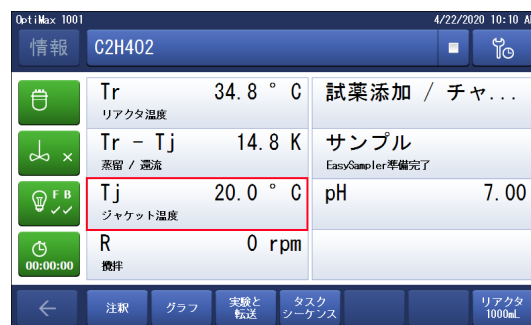 OptiMax 1001 4/22/2020 10:10 AM
情報 C2H4O2
Tr 34.8 ° C 試薬添加 / チャ...
リアクタ温度
Tr − Tj 14.8 K サンプル
蒸留 / 還流 EasySampler準備完了
F B
Tj 20.0 ° C pH 7.00
ジャケット温度
R 0 rpm
00:00:00 攪拌
注釈 グラフ 実験と タスク リアクタ
転送 シーケンス 1000mL